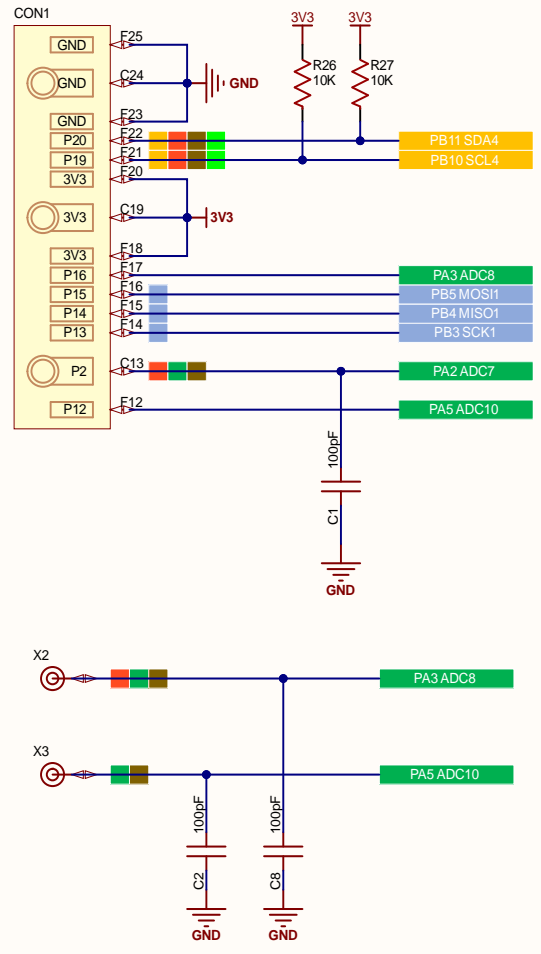 CON1
3V3
3V3
F25
GND
C24
GND
GND
R26
10K
R27
10K
F23
GND
F22
P20
PB11 SDA4
F21
P19
PB10 SCL4
F20
3V3
C19
3V3
3V3
F18
3V3
F17
P16
PA3 ADC8
F16
P15
PB5 MOSI1
F15
P14
PB4 MISO1
F14
P13
PB3 SCK1
C13
P2
PA2 ADC7
F12
P12
PA5 ADC10
100pF
C1
GND
X2
PA3 ADC8
X3
PA5 ADC10
100pF
100pF
C2
C8
GND
GND